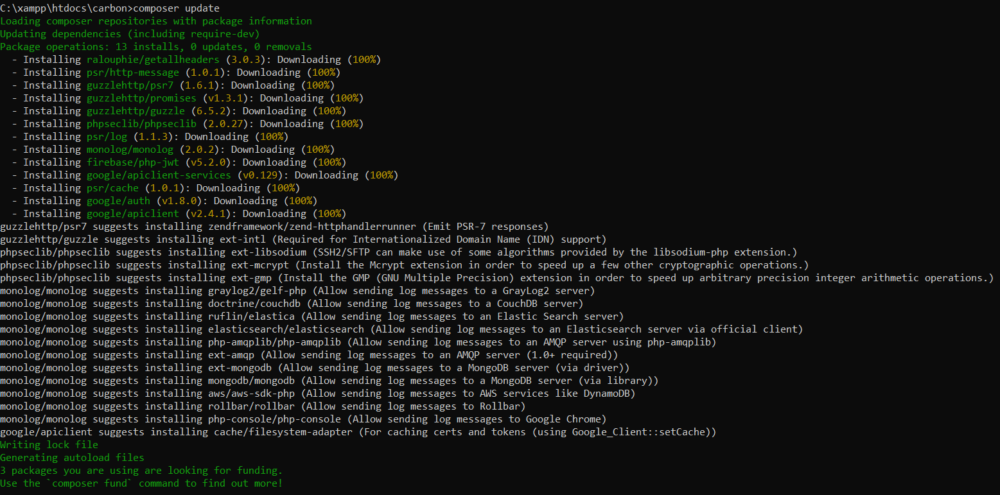 C:\xampp\htdocs\carbon>composer update
Loading composer repositories with package information
Updating dependencies (including require-dev)
Package operations: 13 installs, 0 updates, 0 removals
  - Installing ralouphie/getallheaders (3.0.3): Downloading (100%)
  - Installing psr/http-message (1.0.1): Downloading (100%)
  - Installing guzzlehttp/psr7 (1.6.1): Downloading (100%)
  - Installing guzzlehttp/promises (v1.3.1): Downloading (100%)
  - Installing guzzlehttp/guzzle (6.5.2): Downloading (100%)
  - Installing phpseclib/phpseclib (2.0.27): Downloading (100%)
  - Installing psr/log (1.1.3): Downloading (100%)
  - Installing monolog/monolog (2.0.2): Downloading (100%)
  - Installing firebase/php-jwt (v5.2.0): Downloading (100%)
  - Installing google/apiclient-services (v0.129): Downloading (100%)
  - Installing psr/cache (1.0.1): Downloading (100%)
  - Installing google/auth (v1.8.0): Downloading (100%)
  - Installing google/apiclient (v2.4.1): Downloading (100%)
guzzlehttp/psr7 suggests installing zendframework/zend-httphandlerrunner (Emit PSR-7 responses)
guzzlehttp/guzzle suggests installing ext-intl (Required for Internationalized Domain Name (IDN) support)
phpseclib/phpseclib suggests installing ext-libsodium (SSH2/SFTP can make use of some algorithms provided by the libsodium-php extension.)
phpseclib/phpseclib suggests installing ext-mcrypt (Install the Mcrypt extension in order to speed up a few other cryptographic operations.)
phpseclib/phpseclib suggests installing ext-gmp (Install the GMP (GNU Multiple Precision) extension in order to speed up arbitrary precision integer arithmetic operations.)
monolog/monolog suggests installing graylog2/gelf-php (Allow sending log messages to a GrayLog2 server)
monolog/monolog suggests installing doctrine/couchdb (Allow sending log messages to a CouchDB server)
monolog/monolog suggests installing ruflin/elastica (Allow sending log messages to an Elastic Search server)
monolog/monolog suggests installing elasticsearch/elasticsearch (Allow sending log messages to an Elasticsearch server via official client)
monolog/monolog suggests installing php-amqplib/php-amqplib (Allow sending log messages to an AMQP server using php-amqplib)
monolog/monolog suggests installing ext-amqp (Allow sending log messages to an AMQP server (1.0+ required))
monolog/monolog suggests installing ext-mongodb (Allow sending log messages to a MongoDB server (via driver))
monolog/monolog suggests installing mongodb/mongodb (Allow sending log messages to a MongoDB server (via library))
monolog/monolog suggests installing aws/aws-sdk-php (Allow sending log messages to AWS services like DynamoDB)
monolog/monolog suggests installing rollbar/rollbar (Allow sending log messages to Rollbar)
monolog/monolog suggests installing php-console/php-console (Allow sending log messages to Google Chrome)
google/apiclient suggests installing cache/filesystem-adapter (For caching certs and tokens (using Google_Client::setCache))
Writing lock file
Generating autoload files
3 packages you are using are looking for funding.
Use the `composer fund` command to find out more!